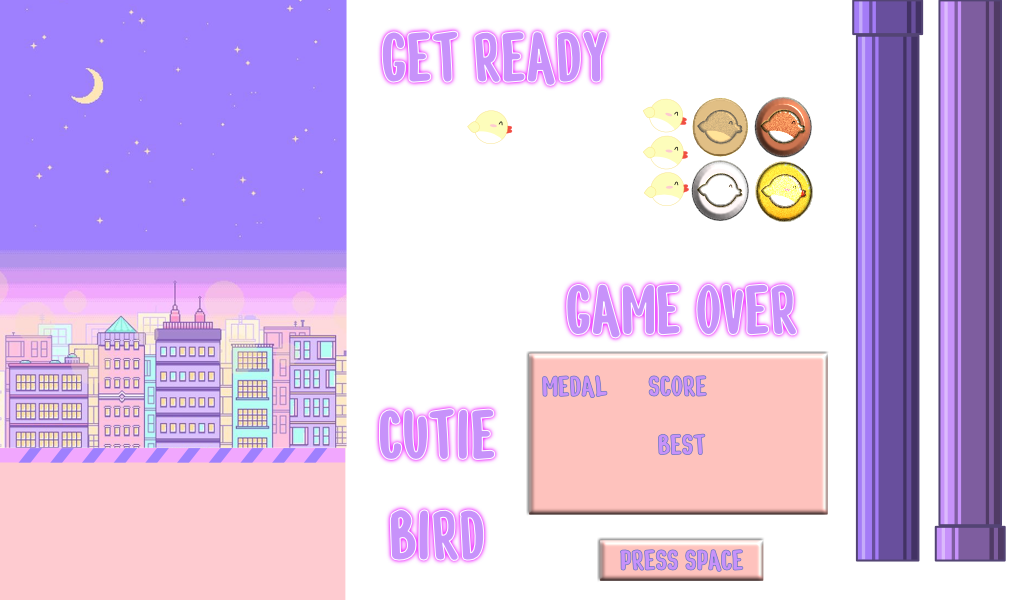 GET READY
GAME OVER
MEDAL SCORE
BEST
CUTIE
BIRD
PRESS SPACE